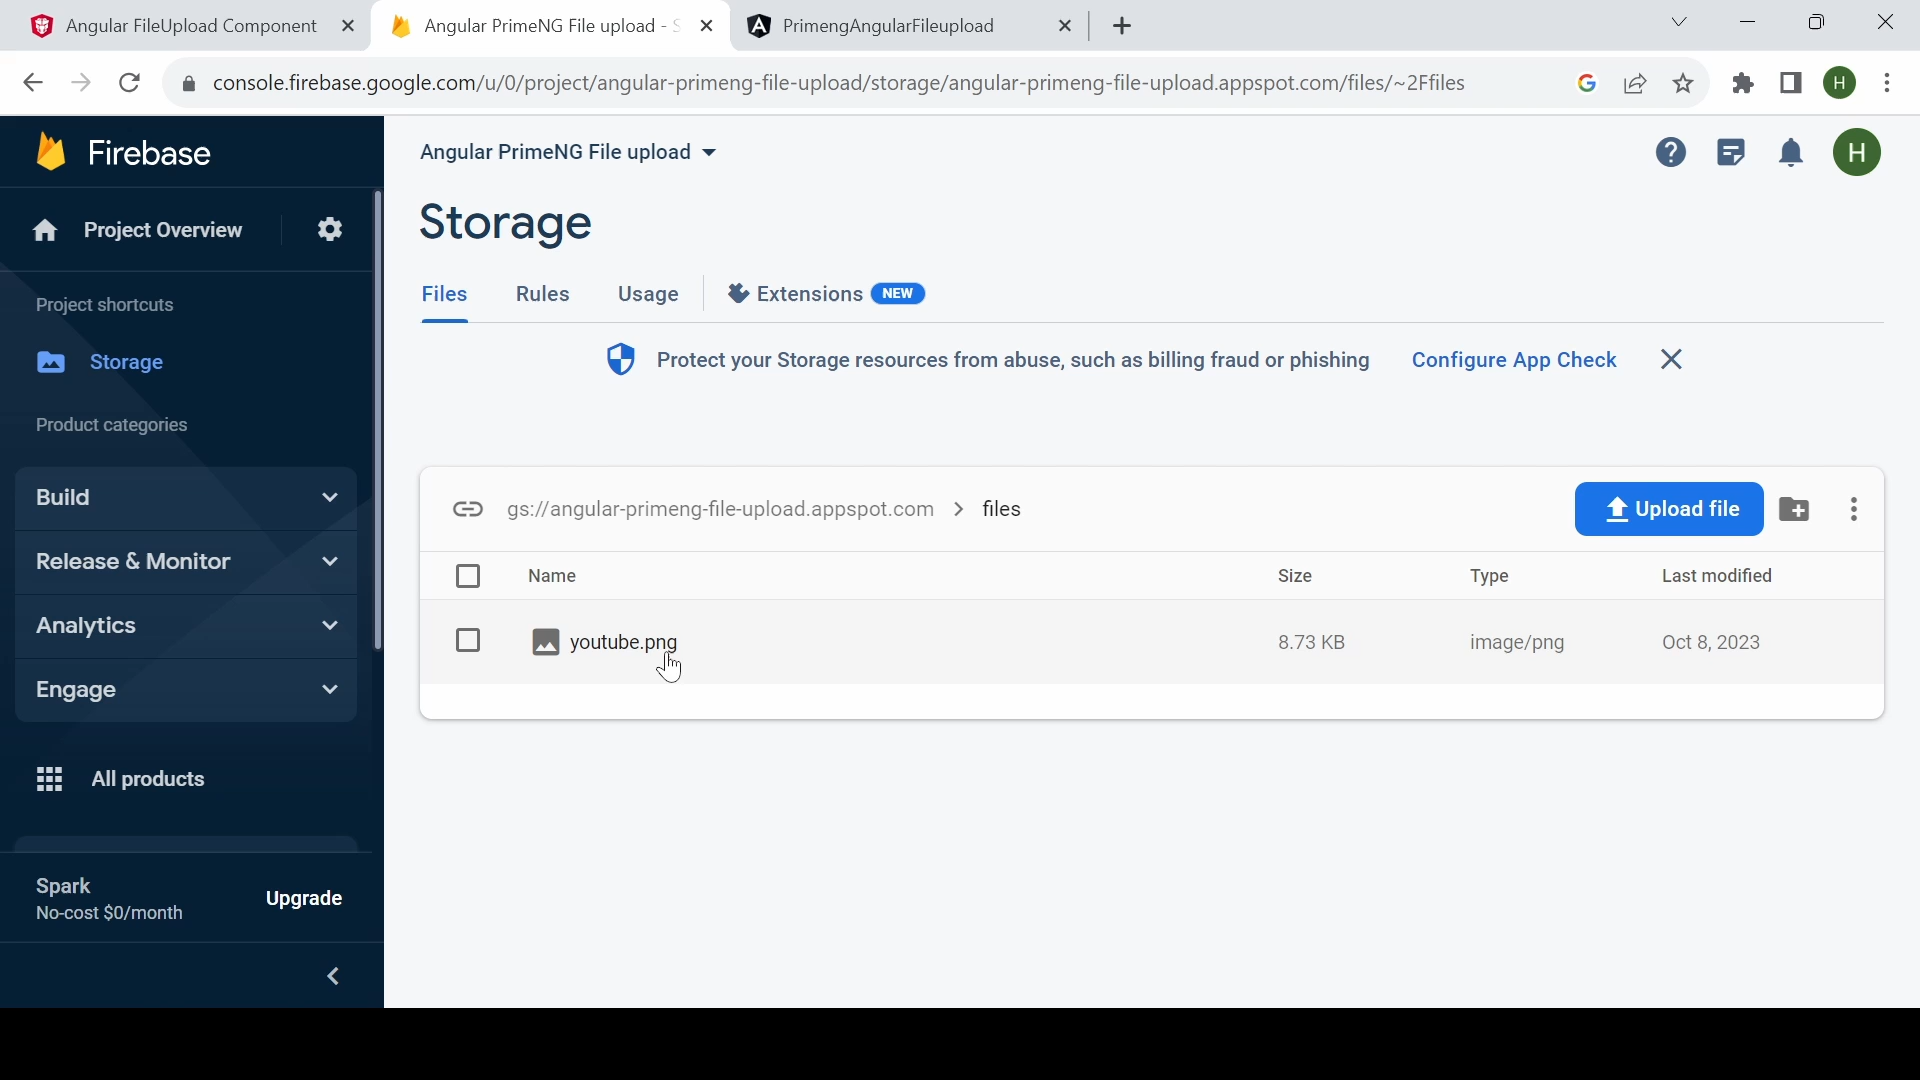 Angular FileUpload Component
Angular PrimeNG File upload - S
PrimengAngularFileupload
console.firebase.google.com/u/0/project/angular-primeng-file-upload/storage/angular-primeng-file-upload.appspot.com/files/~2Ffiles
H
Firebase
Angular PrimeNG File upload
H
Project Overview
Storage
Project shortcuts
Files
Rules
Usage
Extensions NEW
Storage
Protect your Storage resources from abuse, such as billing fraud or phishing
Configure App Check
Product categories
Build
gs://angular-primeng-file-upload.appspot.com > files
Upload file
Release & Monitor
Name
Size
Type
Last modified
Analytics
youtube.png
8.73 KB
image/png
Oct 8, 2023
Engage
All products
Spark
No-cost $0/month
Upgrade